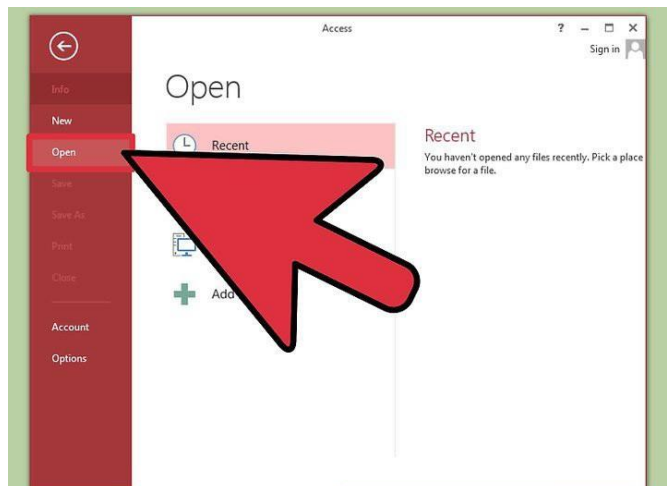 Access
?
Sign in
Info
New
Open
Save
Save As
Print
Close
Account
Options
Open
Recent
Add
Recent
You haven't opened any files recently. Pick a place
browse for a file.